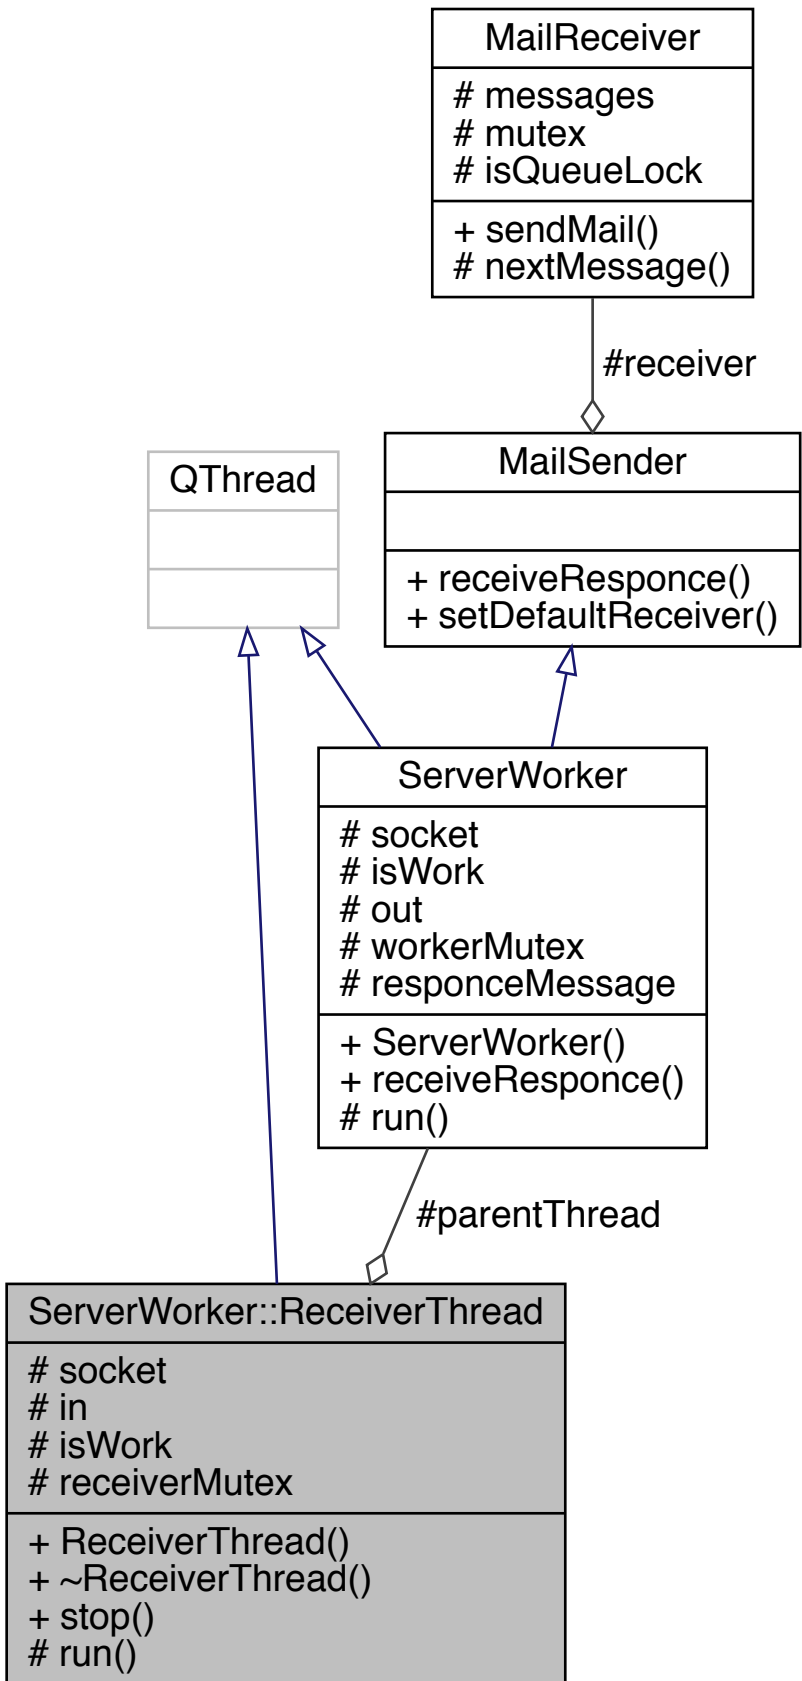 MailReceiver
# messages
# mutex
# isQueueLock
+ sendMail()
# nextMessage()
#receiver
MailSender
+ receiveResponce()
+ setDefaultReceiver()
QThread
ServerWorker
# socket
# isWork
# out
# workerMutex
# responceMessage
+ ServerWorker()
+ receiveResponce()
# run()
#parentThread
ServerWorker::ReceiverThread
# socket
# in
# isWork
# receiverMutex
+ ReceiverThread()
+ ~ReceiverThread()
+ stop()
# run()